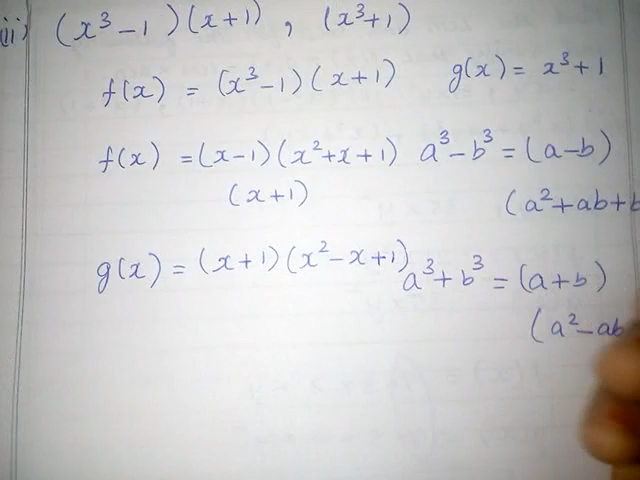 (ii) (x³-1)(x+1), (x³+1)
f(x) = (x³-1)(x+1) g(x) = x³+1
f(x) = (x-1)(x²+x+1) a³-b³ = (a-b)
(x+1) (a²+ab+b
g(x) = (x+1)(x²-x+1) a³+b³ = (a+b)
(a²-ab